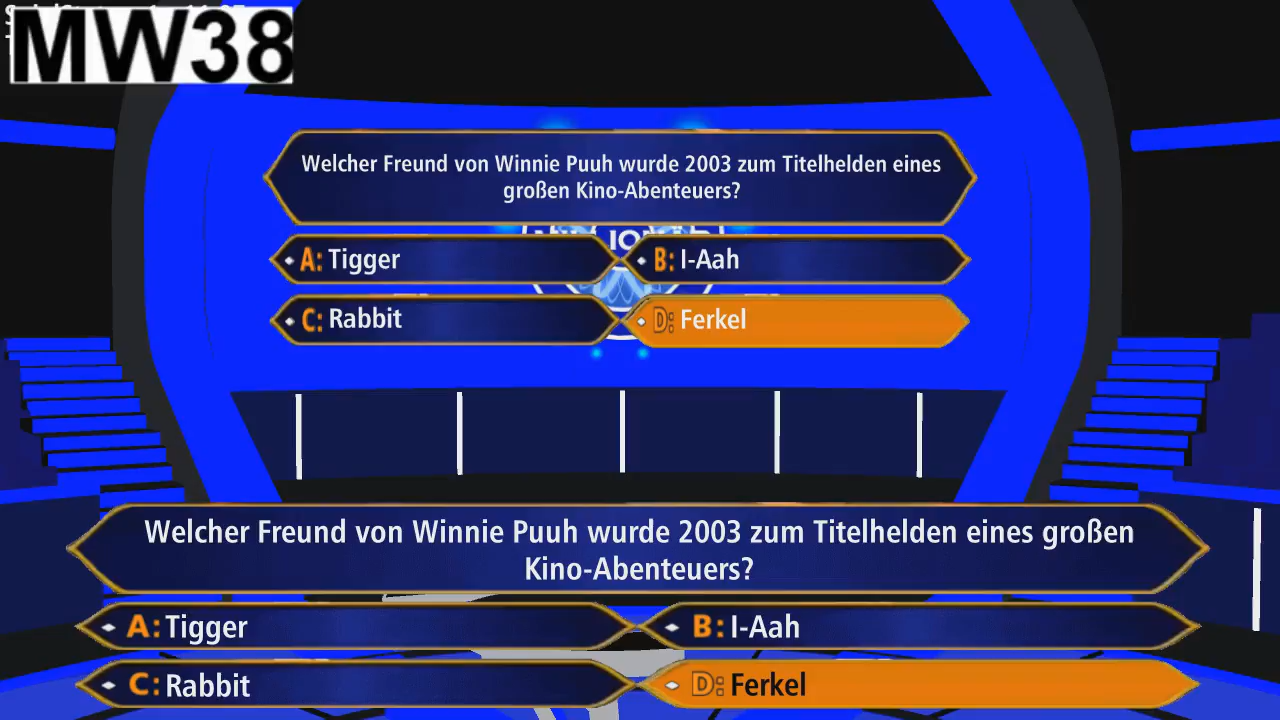 MW38
Welcher Freund von Winnie Puuh wurde 2003 zum Titelhelden eines
großen Kino-Abenteuers?
A: Tigger
B: I-Aah
C: Rabbit
D: Ferkel
Welcher Freund von Winnie Puuh wurde 2003 zum Titelhelden eines großen
Kino-Abenteuers?
A: Tigger
B: I-Aah
C: Rabbit
D: Ferkel